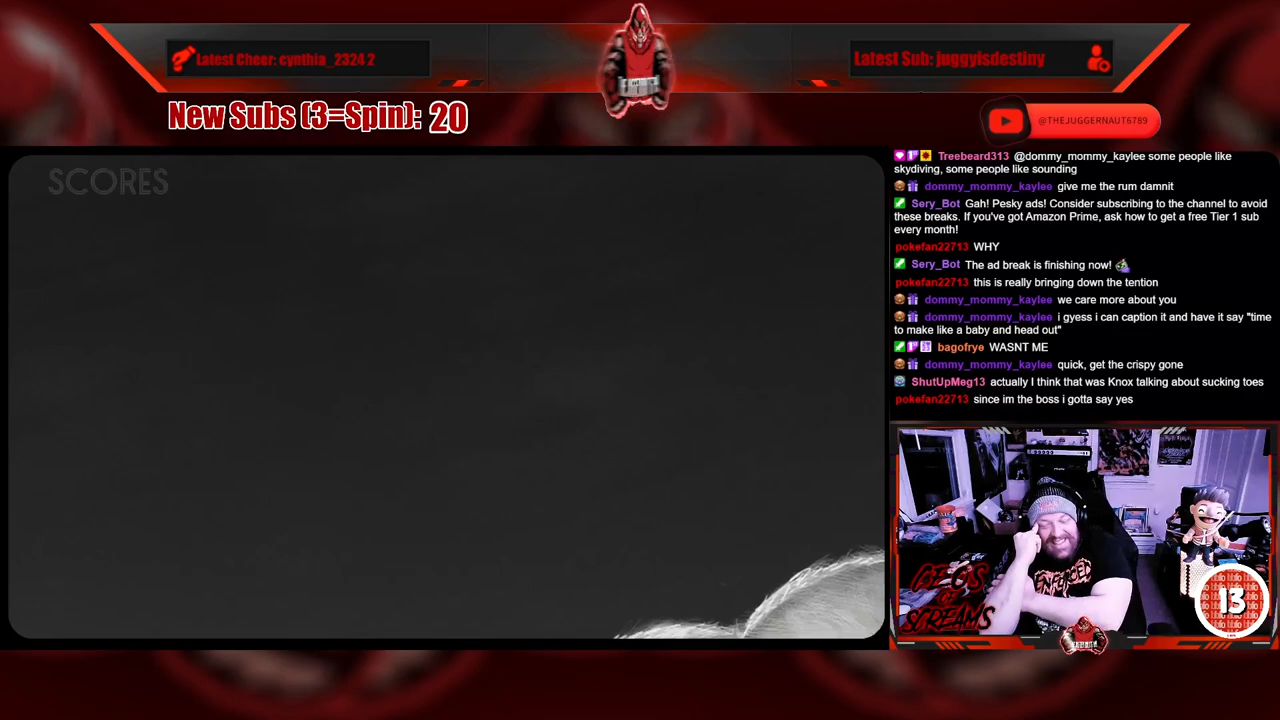 Latest Cheer: cynthia_2324 2
Latest Sub: juggyisdestiny
New Subs (3=Spin): 20
@THEJUGGERNAUT6789
SCORES
Treebeard313 @dommy_mommy_kaylee some people like
skydiving, some people like sounding
dommy_mommy_kaylee give me the rum damnit
Sery_Bot Gah! Pesky ads! Consider subscribing to the channel to avoid
these breaks. If you've got Amazon Prime, ask how to get a free Tier 1 sub
every month!
pokefan22713 WHY
Sery_Bot The ad break is finishing now!
pokefan22713 this is really bringing down the tention
dommy_mommy_kaylee we care more about you
dommy_mommy_kaylee i gyess i can caption it and have it say "time
to make like a baby and head out"
bagofrye WASNT ME
dommy_mommy_kaylee quick, get the crispy gone
ShutUpMeg13 actually I think that was Knox talking about sucking toes
pokefan22713 since im the boss i gotta say yes
SCREAMS
13